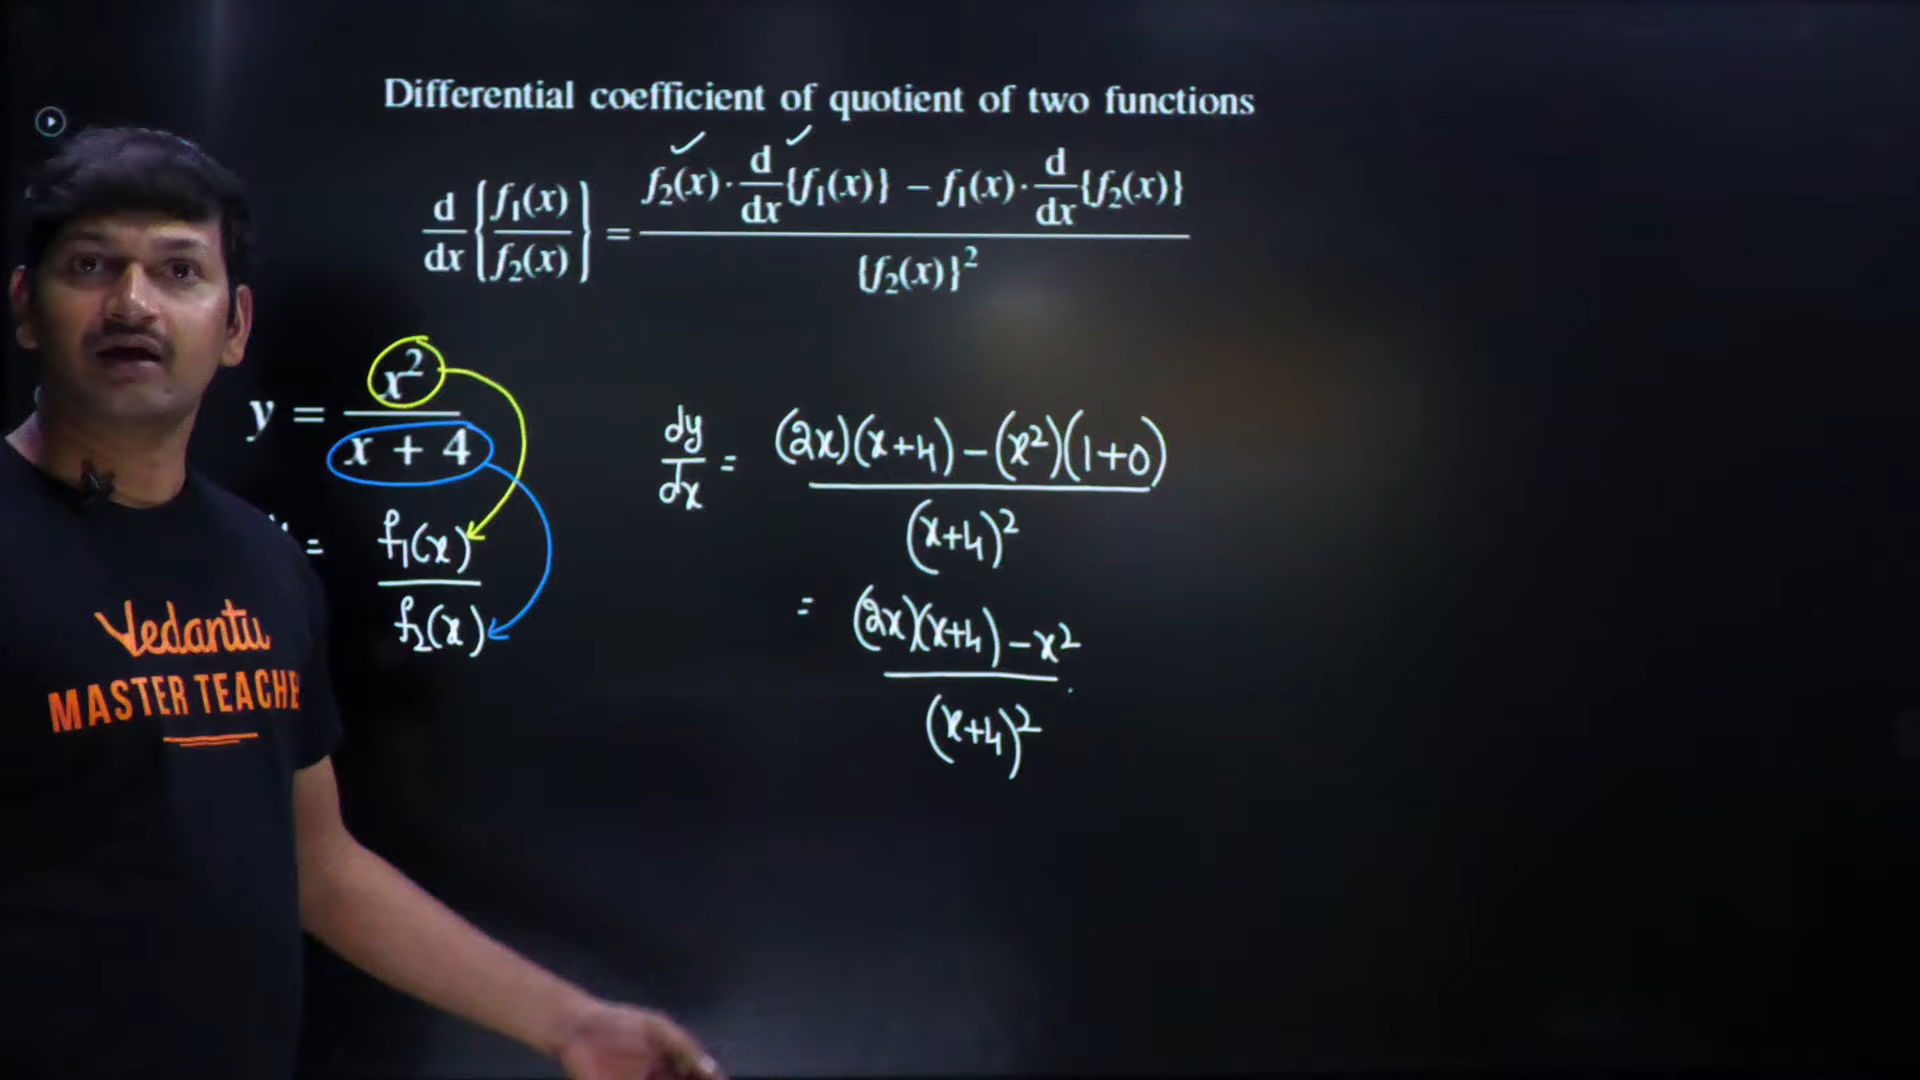 Differential coefficient of quotient of two functions
d/dx {f₁(x)/f₂(x)} = f₂(x)· d/dx {f₁(x)} − f₁(x)· d/dx {f₂(x)} / {f₂(x)}²
y = x² / x + 4
= f₁(x) / f₂(x)
dy/dx = (2x)(x+4) − (x²)(1+0) / (x+4)²
= (2x)(x+4) − x² / (x+4)²
Vedantu
MASTER TEACHE